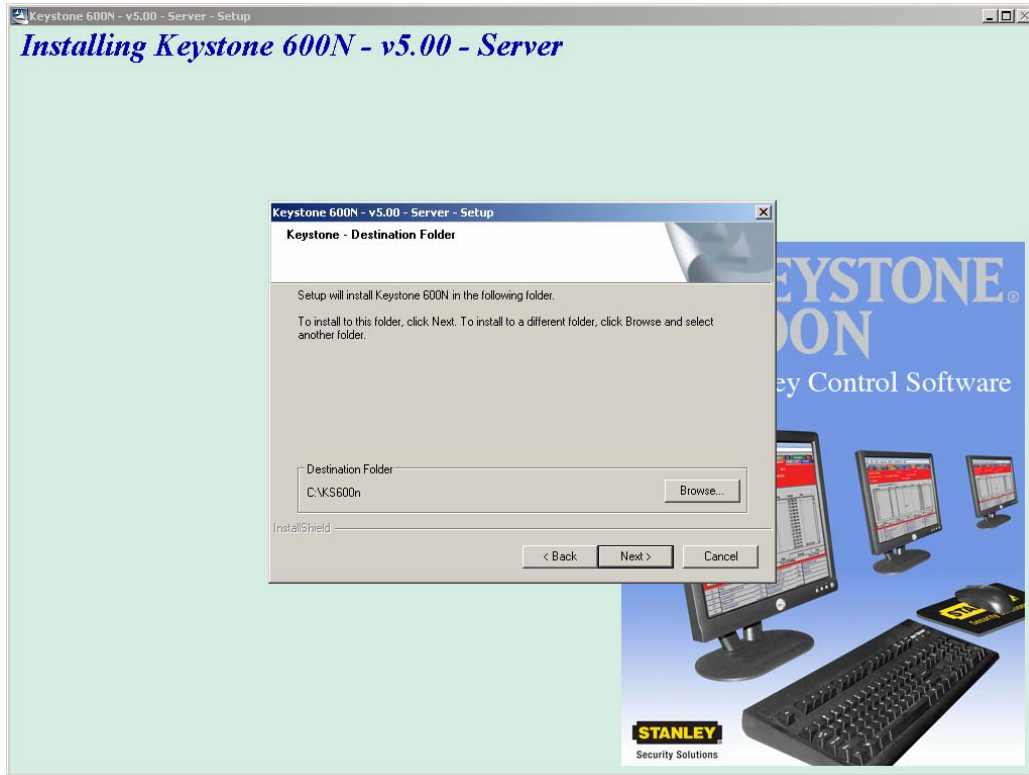 Keystone 600N - v5.00 - Server - Setup
Installing Keystone 600N - v5.00 - Server
Keystone 600N - v5.00 - Server - Setup
Keystone - Destination Folder
Setup will install Keystone 600N in the following folder.
To install to this folder, click Next. To install to a different folder, click Browse and select
another folder.
Destination Folder
C:\KS600n
Browse...
InstallShield
< Back
Next >
Cancel
EYSTONE®
ON
ey Control Software
STANLEY
Security Solutions